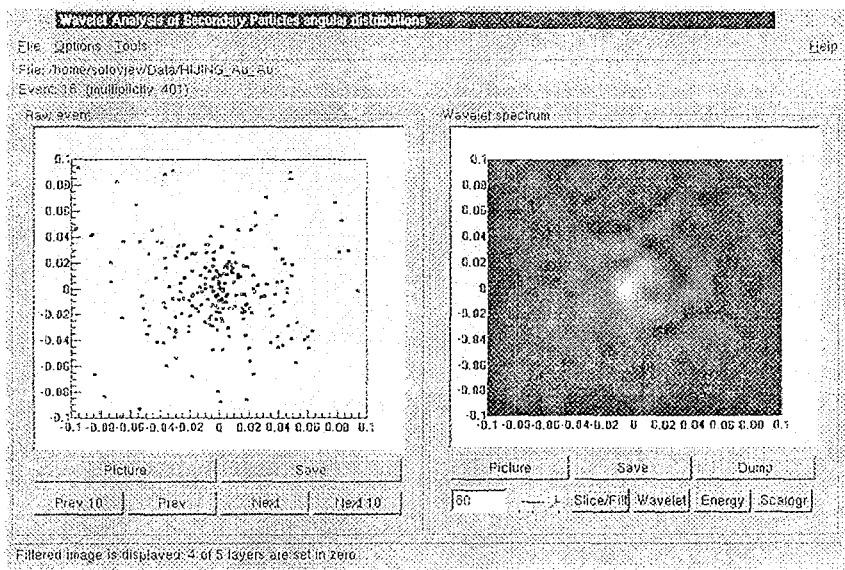 Wavelet Analysis of Secondary Particles angular distributions
File Options Tools Help
File: /home/solovjev/Data/HIJING_Au_Au
Event: 16 (multiplicity 401)
Raw event
Wavelet spectrum
0.1
0.08
0.06
0.04
0.02
0
-0.02
-0.04
-0.06
-0.08
-0.1
-0.1 -0.08 -0.06 -0.04 -0.02 0 0.02 0.04 0.06 0.08 0.1
0.1
0.08
0.06
0.04
0.02
0
-0.02
-0.04
-0.06
-0.08
-0.1
-0.1 -0.08 -0.06 -0.04 -0.02 0 0.02 0.04 0.06 0.08 0.1
Picture Save
Prev 10 Prev Next Next 10
Picture Save Dump
60 Slice/Filt Wavelet Energy Scalogr
Filtered image is displayed: 4 of 5 layers are set in zero